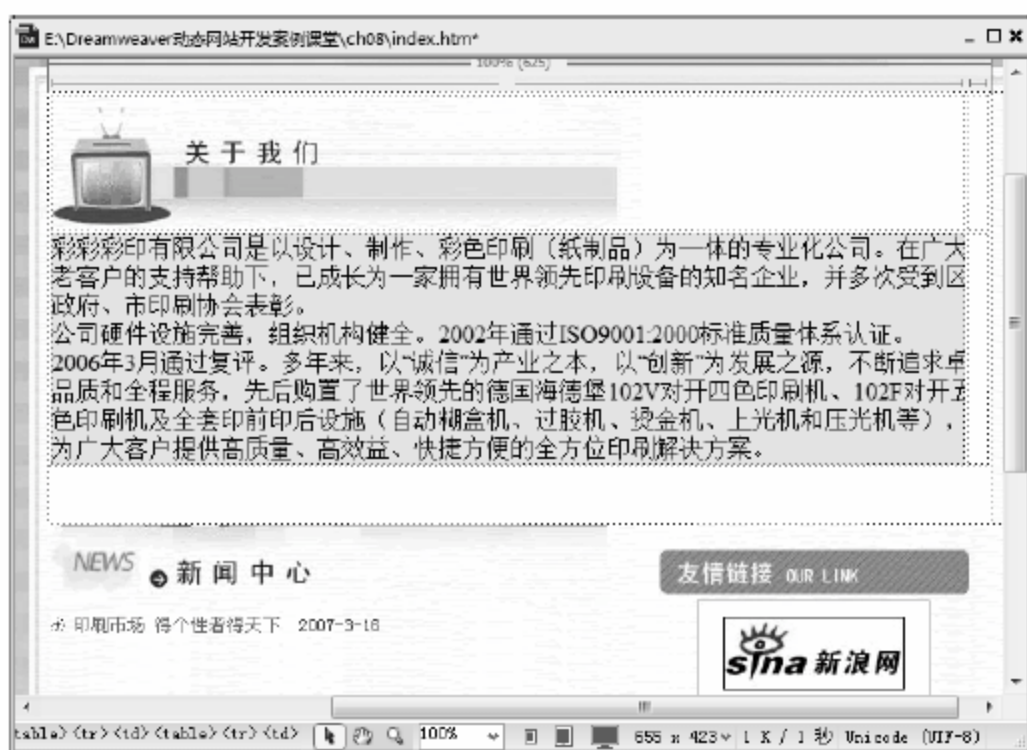 E:\Dreamweaver动态网站开发案例课堂\ch08\index.htm*
100% (625)
关于我们
彩彩彩印有限公司是以设计、制作、彩色印刷（纸制品）为一体的专业化公司。在广大
老客户的支持帮助下，已成长为一家拥有世界领先印刷设备的知名企业，并多次受到区
政府、市印刷协会表彰。
公司硬件设施完善，组织机构健全。2002年通过ISO9001:2000标准质量体系认证。
2006年3月通过复评。多年来，以“诚信”为产业之本，以“创新”为发展之源，不断追求卓
品质和全程服务，先后购置了世界领先的德国海德堡102V对开四色印刷机、102F对开五
色印刷机及全套印前印后设施（自动糊盒机、过胶机、烫金机、上光机和压光机等），
为广大客户提供高质量、高效益、快捷方便的全方位印刷解决方案。
NEWS 新闻中心
友情链接 OUR LINK
印刷市场 得个性者得天下 2007-3-16
sina 新浪网
table> <tr> <td> <table> <tr> <td> 100% 655 x 423 1 K / 1 秒 Unicode (UTF-8)